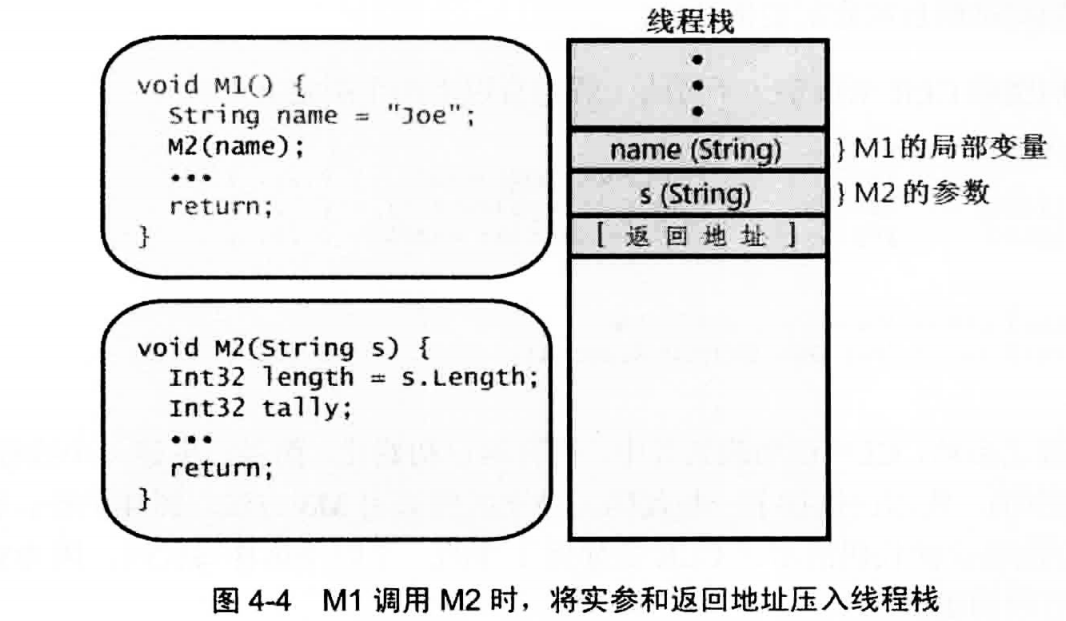 线程栈
void M1() {
String name = "Joe";
M2(name);
•••
return;
}
•
•
•
name (String)
} M1的局部变量
s (String)
} M2 的参数
[ 返回地址 ]
void M2(String s) {
Int32 length = s.Length;
Int32 tally;
•••
return;
}
图 4-4 M1 调用 M2 时，将实参和返回地址压入线程栈